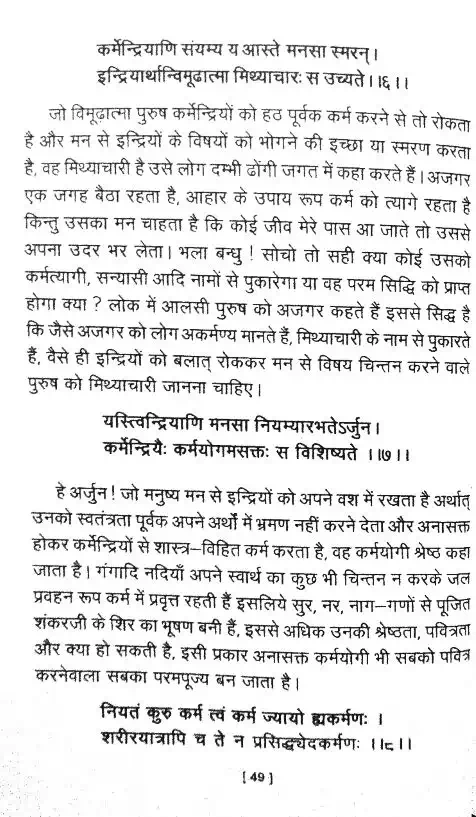 कर्मेन्द्रियाणि संयम्य य आस्ते मनसा स्मरन्।
इन्द्रियार्थान्विमूढात्मा मिथ्याचारः स उच्यते।।६।।
जो विमूढात्मा पुरुष कर्मेन्द्रियों को हठ पूर्वक कर्म करने से तो रोकता
है और मन से इन्द्रियों के विषयों को भोगने की इच्छा या स्मरण करता
है, वह मिथ्याचारी है उसे लोग दम्भी ढोंगी जगत में कहा करते हैं। अजगर
एक जगह बैठा रहता है, आहार के उपाय रूप कर्म को त्यागे रहता है
किन्तु उसका मन चाहता है कि कोई जीव मेरे पास आ जाते तो उससे
अपना उदर भर लेता। भला बन्धु ! सोचो तो सही क्या कोई उसको
कर्मत्यागी, सन्यासी आदि नामों से पुकारेगा या वह परम सिद्धि को प्राप्त
होगा क्या ? लोक में आलसी पुरुष को अजगर कहते हैं इससे सिद्ध है
कि जैसे अजगर को लोग अकर्मण्य मानते हैं, मिथ्याचारी के नाम से पुकारते
हैं, वैसे ही इन्द्रियों को बलात् रोककर मन से विषय चिन्तन करने वाले
पुरुष को मिथ्याचारी जानना चाहिए।
यस्त्विन्द्रियाणि मनसा नियम्यारभतेऽर्जुन।
कर्मेन्द्रियैः कर्मयोगमसक्तः स विशिष्यते ।।७।।
हे अर्जुन! जो मनुष्य मन से इन्द्रियों को अपने वश में रखता है अर्थात्
उनको स्वतंत्रता पूर्वक अपने अर्थों में भ्रमण नहीं करने देता और अनासक्त
होकर कर्मेन्द्रियों से शास्त्र–विहित कर्म करता है, वह कर्मयोगी श्रेष्ठ कहा
जाता है। गंगादि नदियाँ अपने स्वार्थ का कुछ भी चिन्तन न करके जल
प्रवहन रूप कर्म में प्रवृत्त रहती हैं इसलिये सुर, नर, नाग–गणों से पूजित
शंकरजी के शिर का भूषण बनी हैं, इससे अधिक उनकी श्रेष्ठता, पवित्रता
और क्या हो सकती है, इसी प्रकार अनासक्त कर्मयोगी भी सबको पवित्र
करनेवाला सबका परमपूज्य बन जाता है।
नियतं कुरु कर्म त्वं कर्म ज्यायो ह्यकर्मणः ।
शरीरयात्रापि च ते न प्रसिद्ध्येदकर्मणः ।।८।।
[ 49 ]